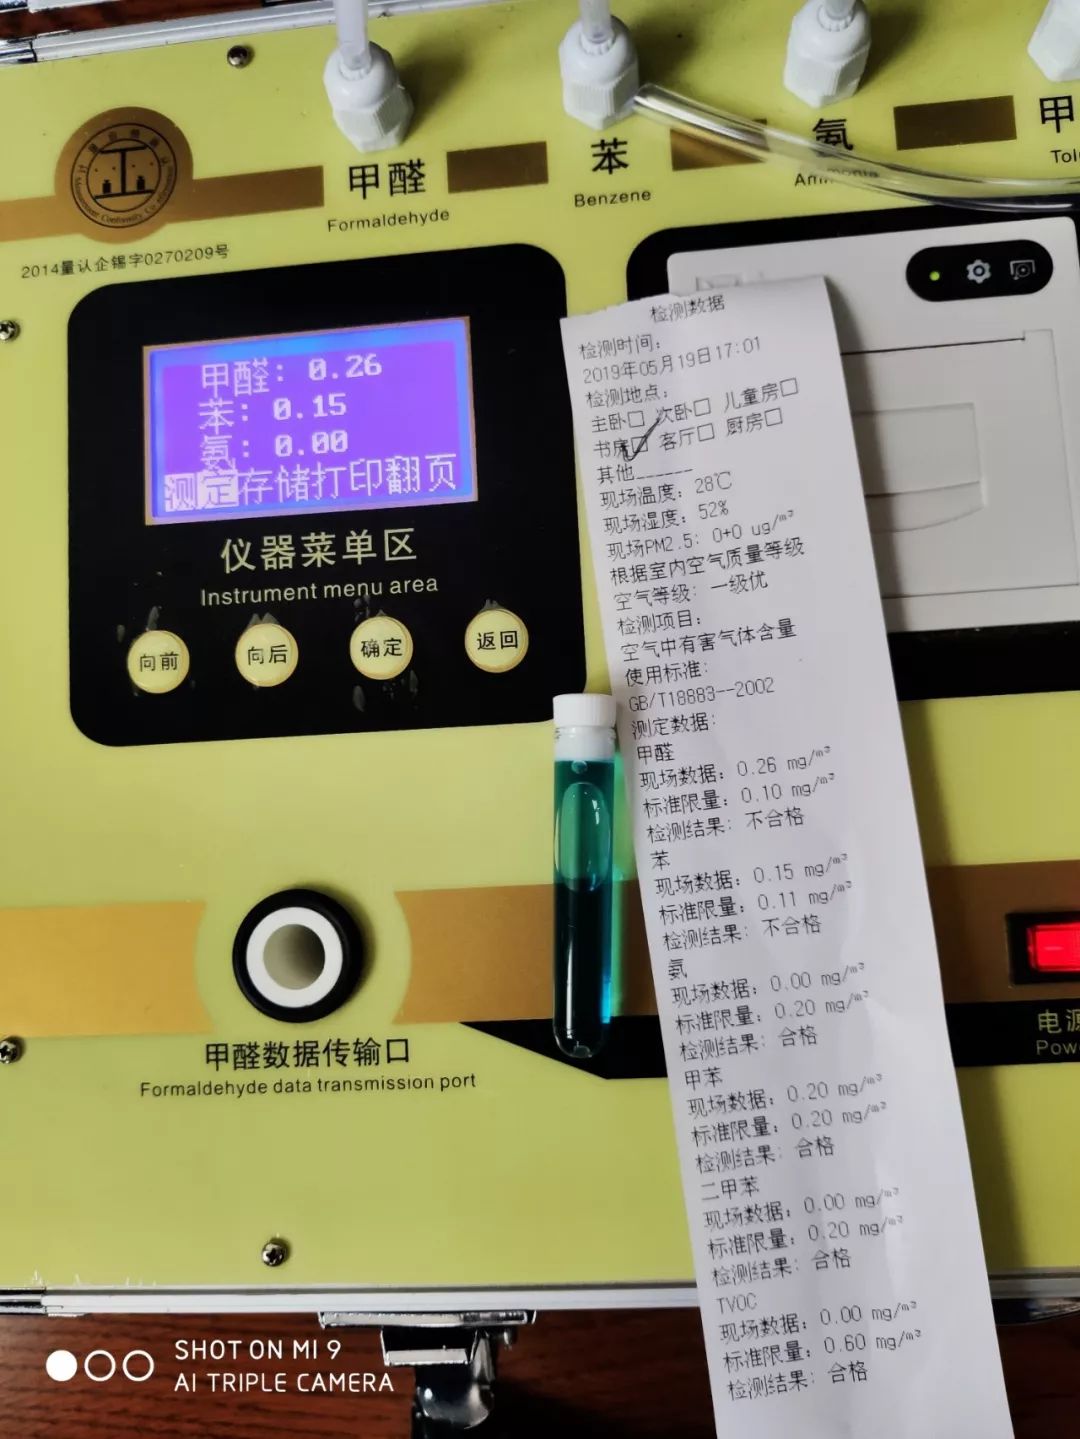 甲醛
Formaldehyde
苯
Benzene
氨
Ammonia
甲
2014量认企锡字0270209号
甲醛: 0.26
苯: 0.15
氨: 0.00
测定存储打印翻页
仪器菜单区
Instrument menu area
向前
向后
确定
返回
检测数据
检测时间:
2019年05月19日17:01
检测地点:
主卧□ 次卧□ 儿童房□
书房□ 客厅□ 厨房□
其他______
现场温度: 28℃
现场湿度: 52%
现场PM2.5: 0+0 ug/m³
根据室内空气质量等级
空气等级: 一级优
检测项目:
空气中有害气体含量
使用标准:
GB/T18883--2002
测定数据:
甲醛
现场数据: 0.26 mg/m³
标准限量: 0.10 mg/m³
检测结果: 不合格
苯
现场数据: 0.15 mg/m³
标准限量: 0.11 mg/m³
检测结果: 不合格
氨
现场数据: 0.00 mg/m³
标准限量: 0.20 mg/m³
检测结果: 合格
甲苯
现场数据: 0.20 mg/m³
标准限量: 0.20 mg/m³
检测结果: 合格
二甲苯
现场数据: 0.00 mg/m³
标准限量: 0.20 mg/m³
检测结果: 合格
TVOC
现场数据: 0.00 mg/m³
标准限量: 0.60 mg/m³
检测结果: 合格
甲醛数据传输口
Formaldehyde data transmission port
电源
SHOT ON MI 9
AI TRIPLE CAMERA